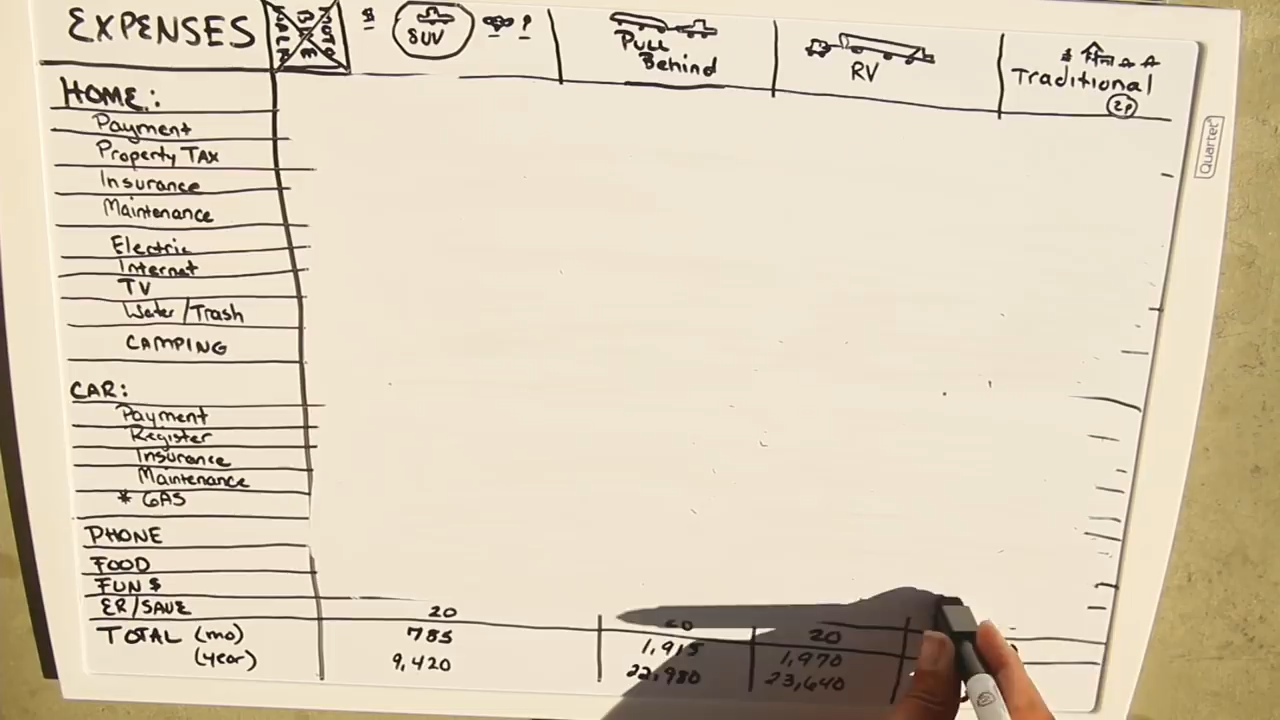 EXPENSES
SUV
?
Pull
Behind
RV
Traditional
2p
HOME:
Payment
Property TAX
Insurance
Maintenance
Electric
Internet
TV
Water/Trash
CAMPING
CAR:
Payment
Register
Insurance
Maintenance
* GAS
PHONE
FOOD
FUN $
ER/SAVE 20 20
TOTAL (mo) 785 1,915 1,970
(year) 9,420 22,980 23,640
Quartet